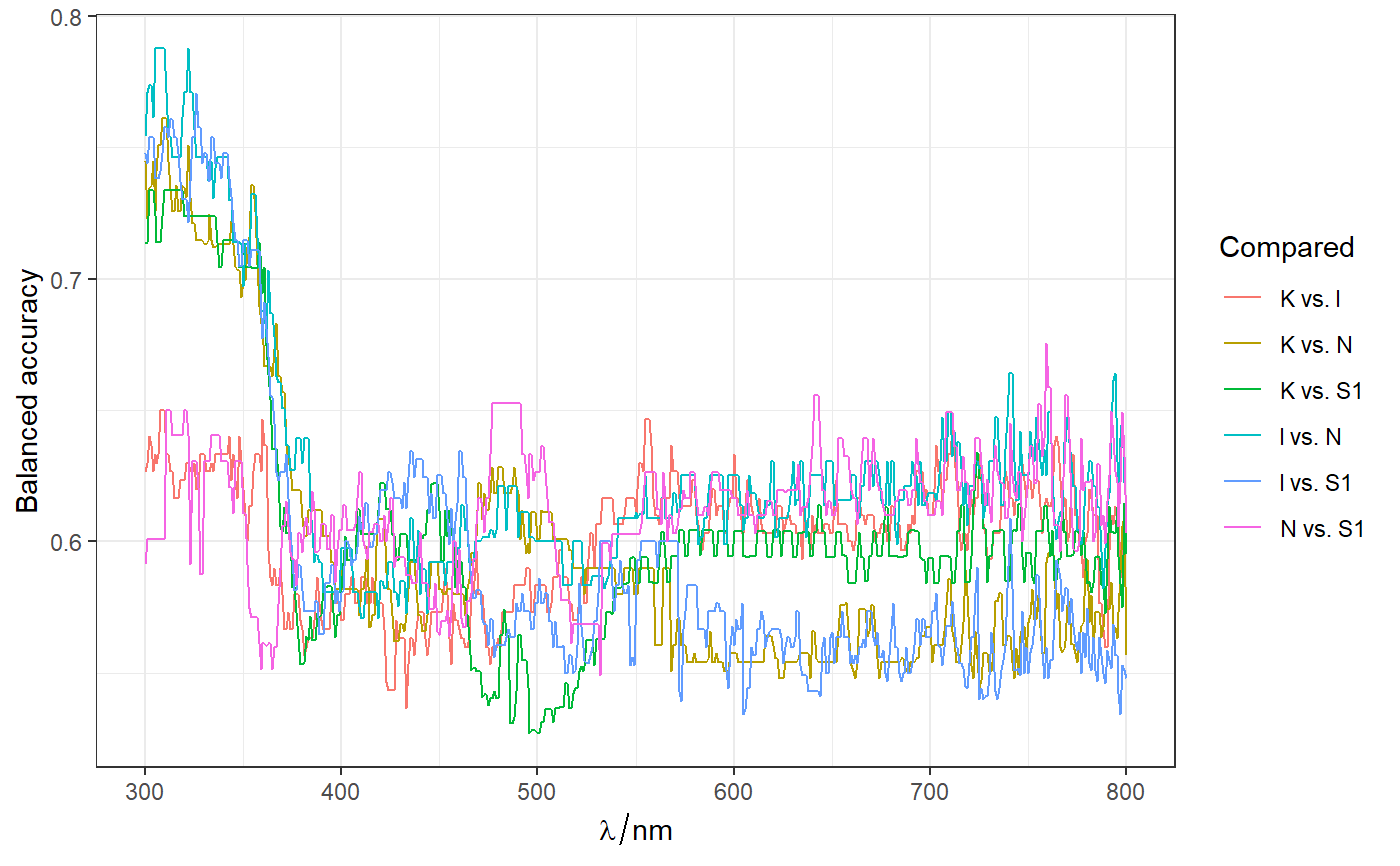 0.8
0.7
0.6
Balanced accuracy
300 400 500 600 700 800
λ/nm
Compared
K vs. I
K vs. N
K vs. S1
I vs. N
I vs. S1
N vs. S1